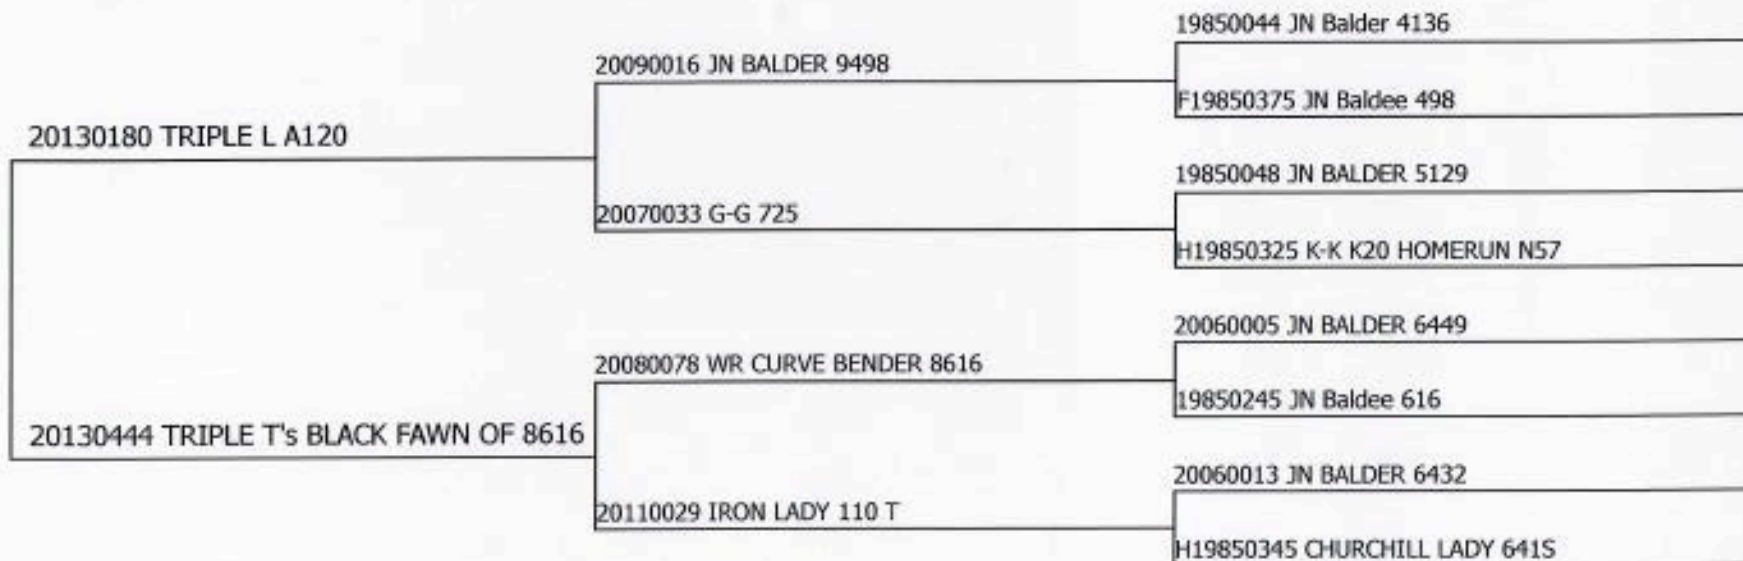 19850044 JN Balder 4136
20090016 JN BALDER 9498
F19850375 JN Baldee 498
20130180 TRIPLE L A120
19850048 JN BALDER 5129
20070033 G-G 725
H19850325 K-K K20 HOMERUN N57
20060005 JN BALDER 6449
20080078 WR CURVE BENDER 8616
19850245 JN Baldee 616
20130444 TRIPLE T's BLACK FAWN OF 8616
20060013 JN BALDER 6432
20110029 IRON LADY 110 T
H19850345 CHURCHILL LADY 641S